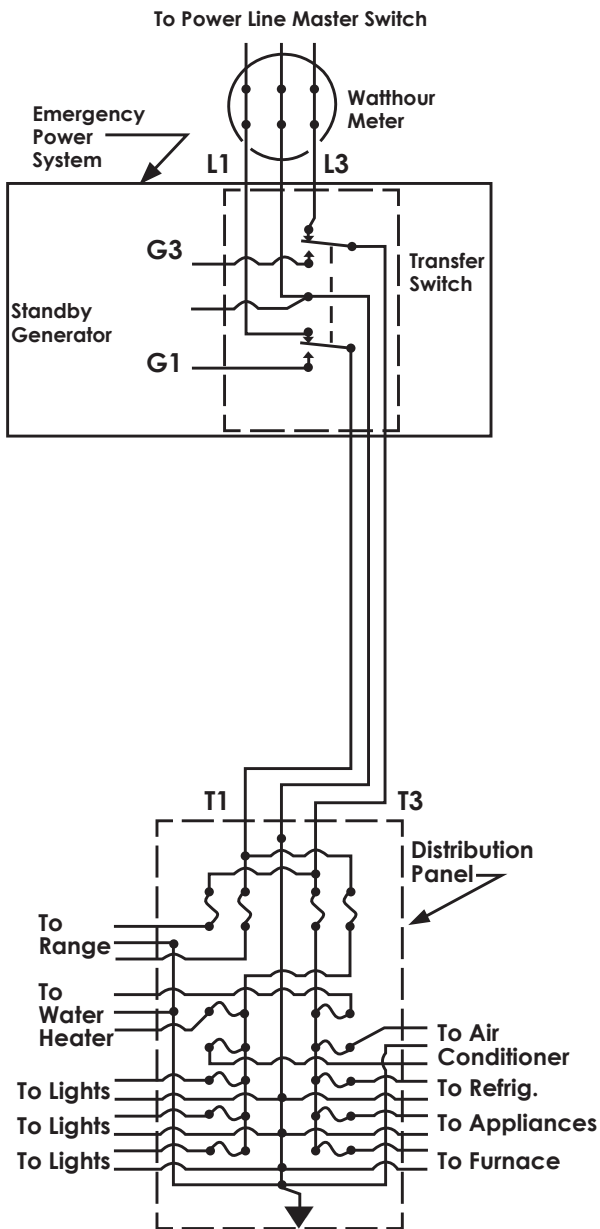 To Power Line Master Switch
Watthour
Meter
Emergency
Power
System
L1
L3
G3
Transfer
Switch
Standby
Generator
G1
T1
T3
Distribution
Panel
To
Range
To
Water
Heater
To Air
Conditioner
To Lights
To Refrig.
To Lights
To Appliances
To Lights
To Furnace